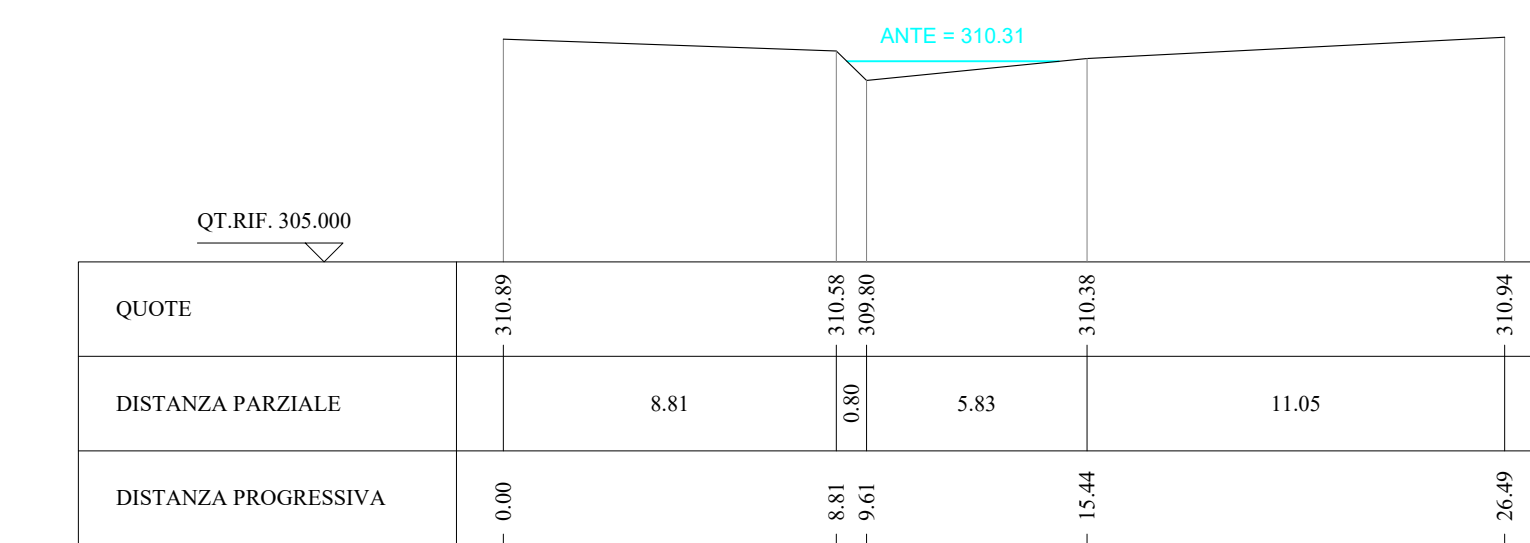 ANTE = 310.31
QT.RIF. 305.000
QUOTE 310.89 310.58 309.80 310.38 310.94
DISTANZA PARZIALE 8.81 0.80 5.83 11.05
DISTANZA PROGRESSIVA 0.00 8.81 9.61 15.44 26.49